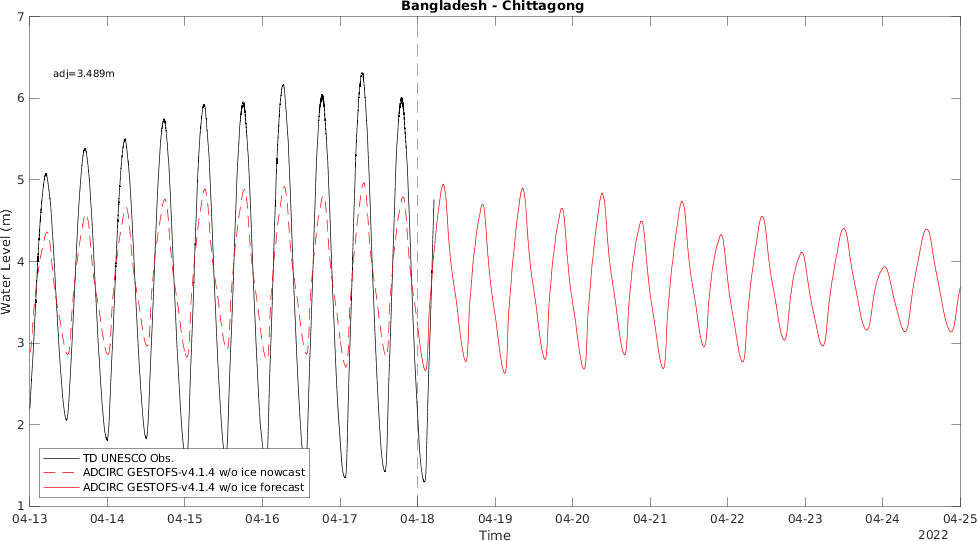 Bangladesh - Chittagong
7
adj=3.489m
6
5
4
3
2
1
Water Level (m)
TD UNESCO Obs.
ADCIRC GESTOFS-v4.1.4 w/o ice nowcast
ADCIRC GESTOFS-v4.1.4 w/o ice forecast
04-13 04-14 04-15 04-16 04-17 04-18 04-19 04-20 04-21 04-22 04-23 04-24 04-25
Time
2022